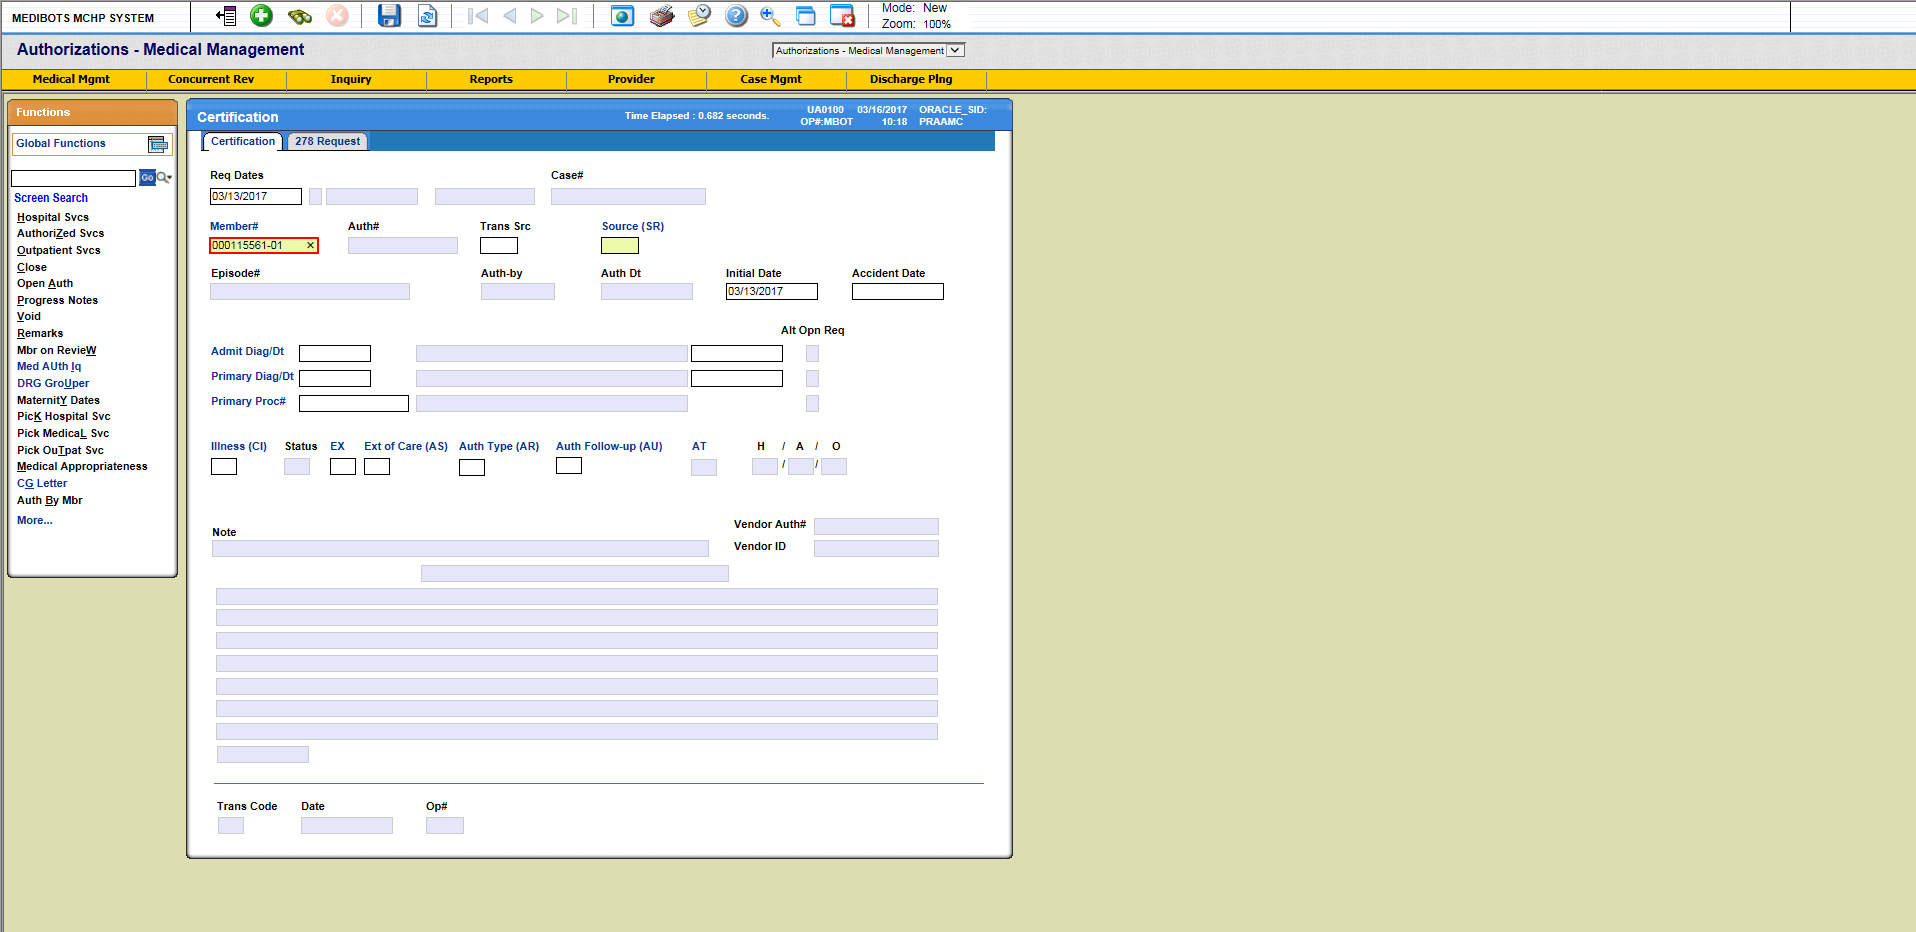 MEDIBOTS MCHP SYSTEM
Mode: New
Zoom: 100%
Authorizations - Medical Management
Authorizations - Medical Management
Medical Mgmt Concurrent Rev Inquiry Reports Provider Case Mgmt Discharge Plng
Functions
Global Functions
Go
Screen Search
Hospital Svcs
AuthoriZed Svcs
Outpatient Svcs
Close
Open Auth
Progress Notes
Void
Remarks
Mbr on RevieW
Med AUth Iq
DRG GroUper
MaternitY Dates
PicK Hospital Svc
Pick MedicaL Svc
Pick OuTpat Svc
Medical Appropriateness
CG Letter
Auth By Mbr
More...
Certification
Time Elapsed : 0.682 seconds.
UA0100 03/16/2017 ORACLE_SID:
OP#:MBOT 10:18 PRAAMC
Certification 278 Request
Req Dates Case#
03/13/2017
Member# Auth# Trans Src Source (SR)
000115561-01
Episode# Auth-by Auth Dt Initial Date Accident Date
03/13/2017
Alt Opn Req
Admit Diag/Dt
Primary Diag/Dt
Primary Proc#
Illness (CI) Status EX Ext of Care (AS) Auth Type (AR) Auth Follow-up (AU) AT H / A / O
/ /
Vendor Auth#
Note
Vendor ID
Trans Code Date Op#